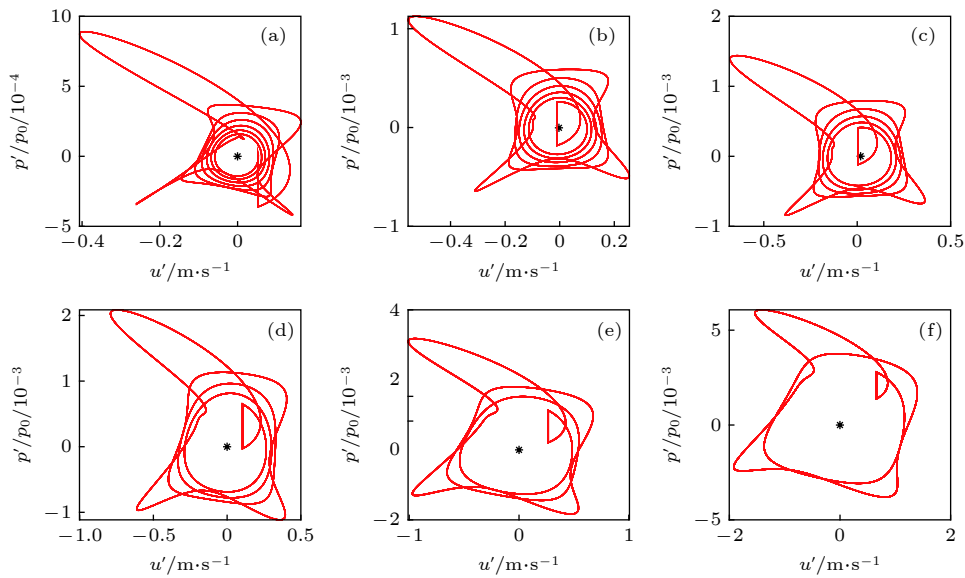 10
5
0
−5
p′/p₀/10⁻⁴
(a)
−0.4
−0.2
0
u′/m·s⁻¹
1
0
1
p′/p₀/10⁻³
(b)
−0.4
−0.2
0
0.2
u′/m·s⁻¹
2
1
0
1
p′/p₀/10⁻³
(c)
−0.5
0
0.5
u′/m·s⁻¹
2
1
0
−1
p′/p₀/10⁻³
(d)
−1.0
−0.5
0
0.5
u′/m·s⁻¹
4
2
0
−2
p′/p₀/10⁻³
(e)
−1
0
1
u′/m·s⁻¹
5
0
−5
p′/p₀/10⁻³
(f)
−2
0
2
u′/m·s⁻¹